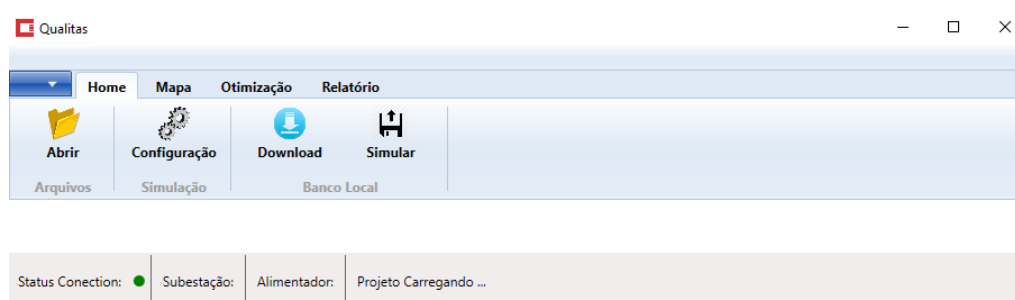 Qualitas
Home Mapa Otimização Relatório
Abrir Configuração Download Simular
Arquivos Simulação Banco Local
Status Conection: Subestação: Alimentador: Projeto Carregando ...